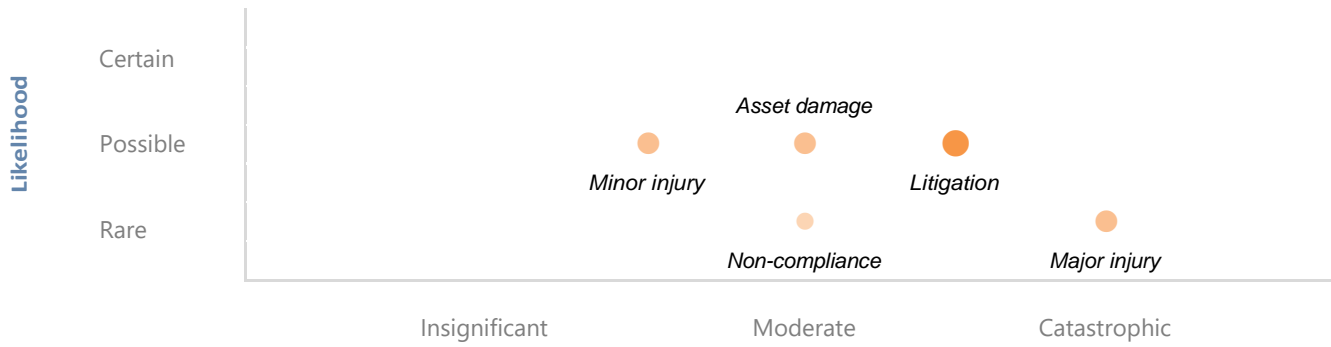 Likelihood
Certain
Asset damage
Possible
Minor injury
Litigation
Rare
Non-compliance
Major injury
Insignificant
Moderate
Catastrophic